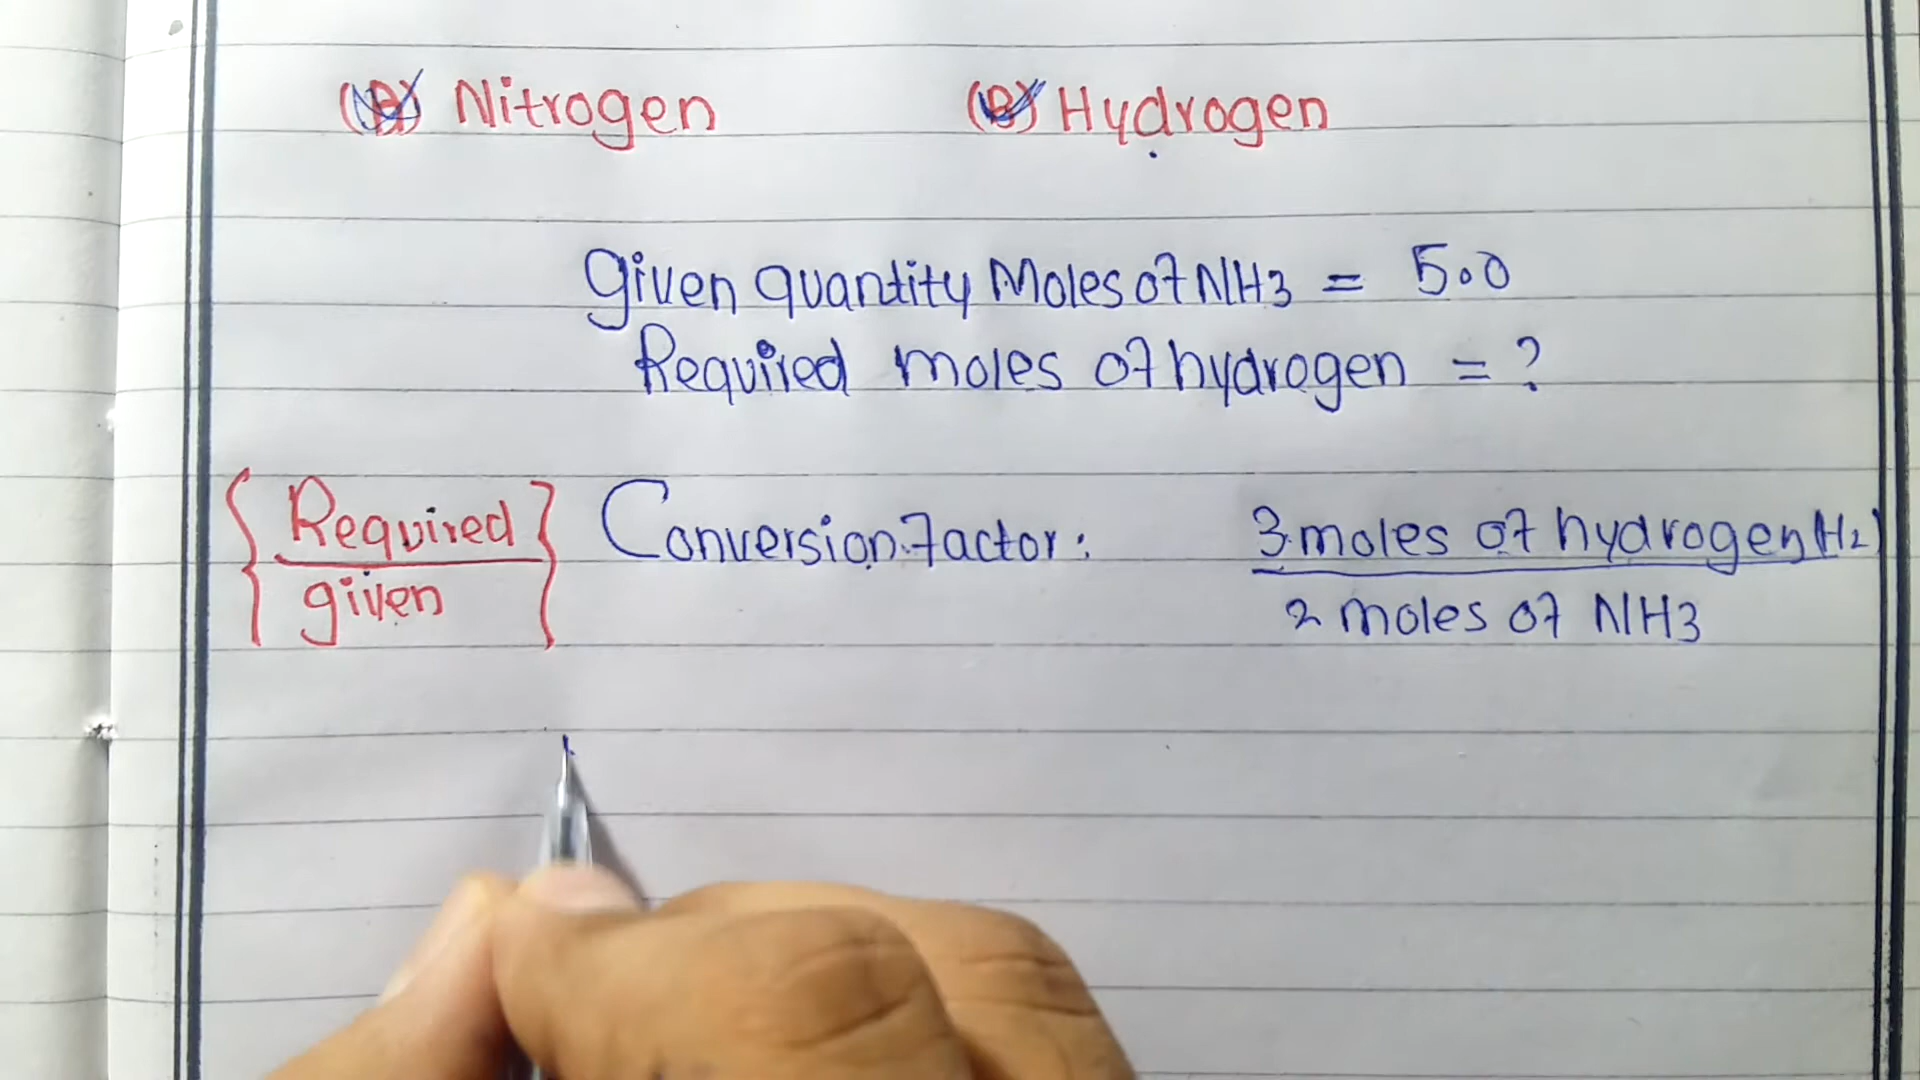 Nitrogen (B) Hydrogen
Given quantity Moles of NH3 = 5.0
Required moles of hydrogen = ?
{Required} Conversion factor: 3 moles of hydrogen (H2)
given 2 moles of NH3